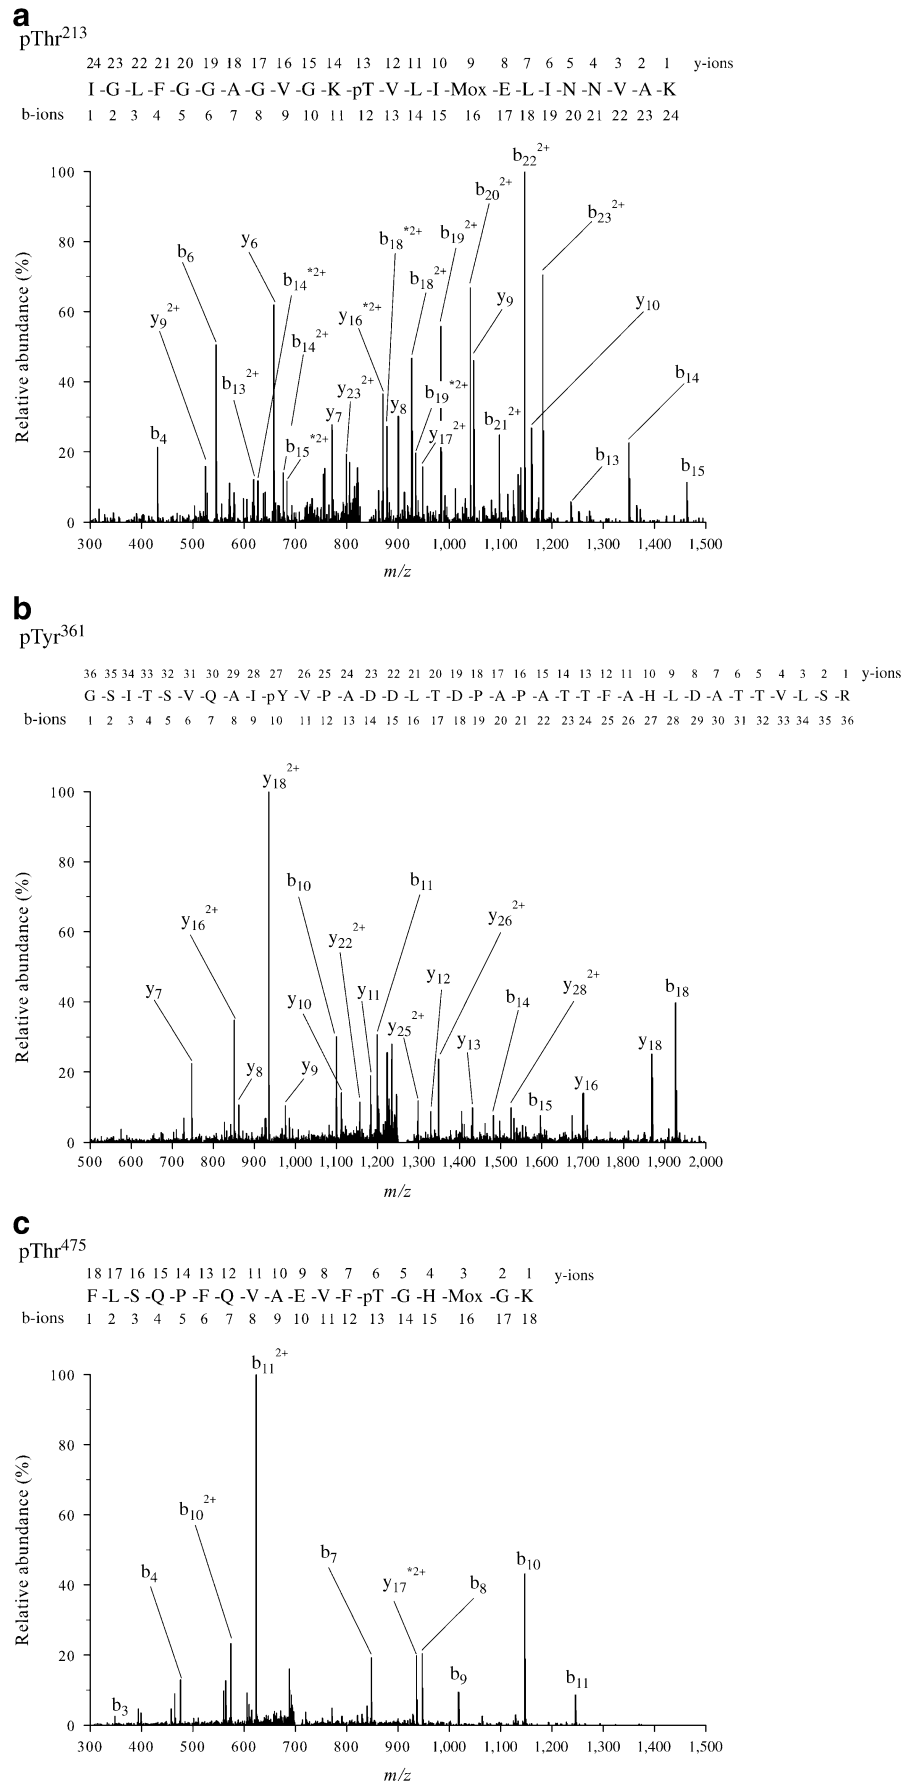 a
pThr213
24 23 22 21 20 19 18 17 16 15 14 13 12 11 10 9 8 7 6 5 4 3 2 1 y-ions
I -G -L -F -G -G -A -G -V -G -K -pT -V -L -I -Mox -E -L -I -N -N -V -A -K
b-ions 1 2 3 4 5 6 7 8 9 10 11 12 13 14 15 16 17 18 19 20 21 22 23 24
b22 2+
100
b20 2+
b23 2+
b19 2+
80
b18 *2+
y6
b6
b14 *2+
b18 2+
y9
y10
60
y16 *2+
y9 2+
b14 2+
40
b13 2+
y23 2+
b19 *2+
b14
y8
y7
y17 2+
b21 2+
b4
b15 *2+
b13
b15
20
0
Relative abundance (%)
300 400 500 600 700 800 900 1,000 1,100 1,200 1,300 1,400 1,500
m/z
b
pTyr361
36 35 34 33 32 31 30 29 28 27 26 25 24 23 22 21 20 19 18 17 16 15 14 13 12 11 10 9 8 7 6 5 4 3 2 1 y-ions
G -S -I -T -S -V -Q -A -I -pY -V -P -A -D -D -L -T -D -P -A -P -A -T -T -F -A -H -L -D -A -T -T -V -L -S -R
b-ions 1 2 3 4 5 6 7 8 9 10 11 12 13 14 15 16 17 18 19 20 21 22 23 24 25 26 27 28 29 30 31 32 33 34 35 36
y18 2+
100
80
b10
b11
y16 2+
y26 2+
60
y22 2+
y7
y10
y11
y12
b14
y28 2+
b18
40
y25 2+
y13
y18
y8
y9
b15
y16
20
0
Relative abundance (%)
500 600 700 800 900 1,000 1,100 1,200 1,300 1,400 1,500 1,600 1,700 1,800 1,900 2,000
m/z
c
pThr475
18 17 16 15 14 13 12 11 10 9 8 7 6 5 4 3 2 1 y-ions
F -L -S -Q -P -F -Q -V -A -E -V -F -pT -G -H -Mox -G -K
b-ions 1 2 3 4 5 6 7 8 9 10 11 12 13 14 15 16 17 18
b11 2+
100
80
60
b10 2+
b7
b10
b4
y17 *2+
b8
40
20
b9
b11
b3
0
Relative abundance (%)
300 400 500 600 700 800 900 1,000 1,100 1,200 1,300 1,400 1,500
m/z